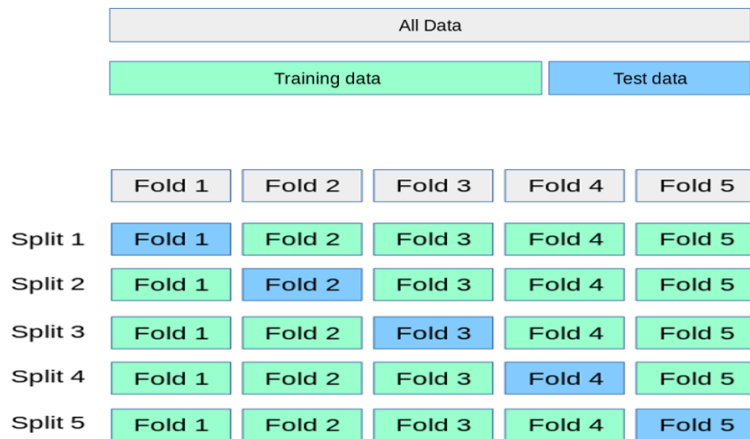 All Data
Training data Test data
Fold 1 Fold 2 Fold 3 Fold 4 Fold 5
Split 1 Fold 1 Fold 2 Fold 3 Fold 4 Fold 5
Split 2 Fold 1 Fold 2 Fold 3 Fold 4 Fold 5
Split 3 Fold 1 Fold 2 Fold 3 Fold 4 Fold 5
Split 4 Fold 1 Fold 2 Fold 3 Fold 4 Fold 5
Split 5 Fold 1 Fold 2 Fold 3 Fold 4 Fold 5